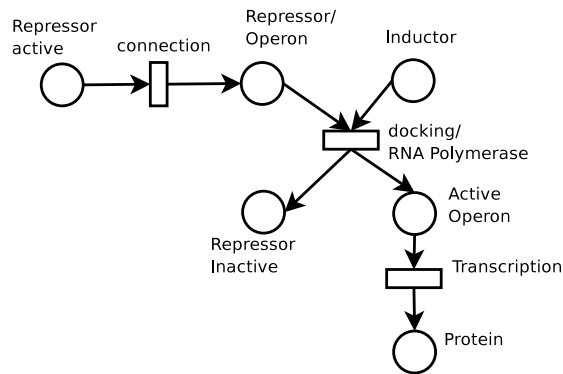 Repressor
active
connection
Repressor/
Operon
Inductor
docking/
RNA Polymerase
Repressor
Inactive
Active
Operon
Transcription
Protein